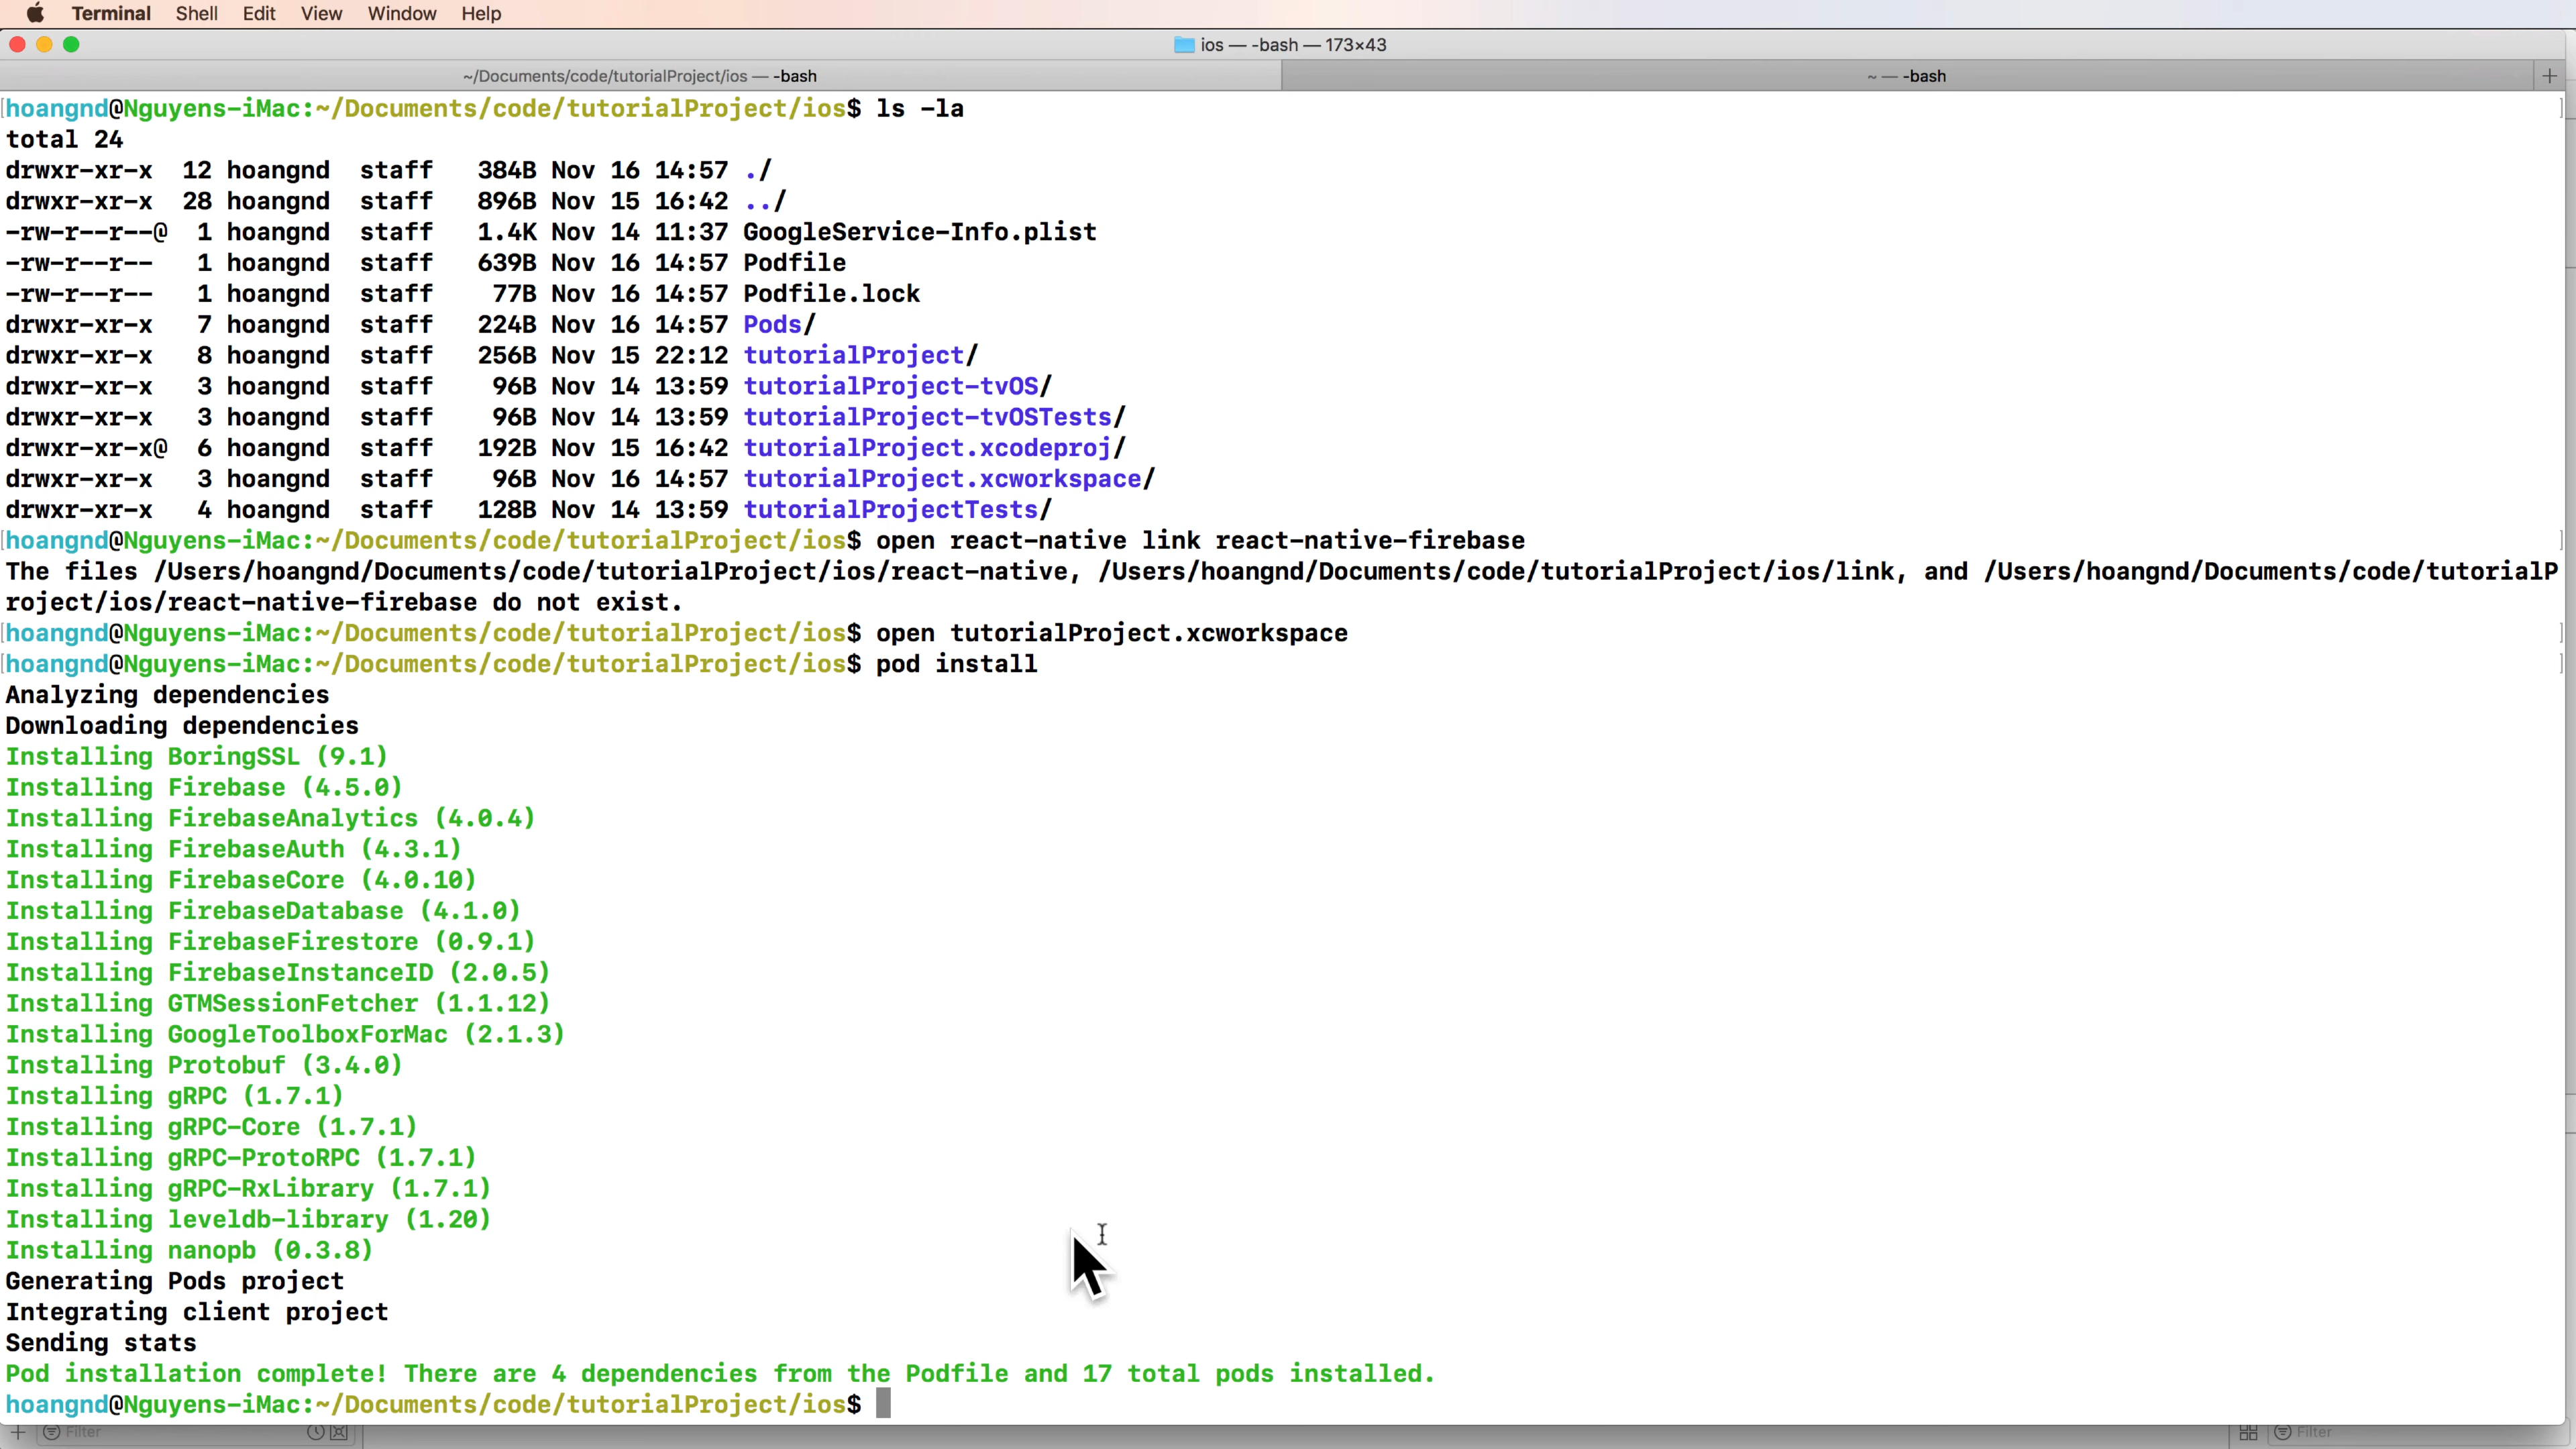 Terminal Shell Edit View Window Help
ios — -bash — 173×43
~/Documents/code/tutorialProject/ios — -bash
~ — -bash
hoangnd@Nguyens-iMac:~/Documents/code/tutorialProject/ios$ ls -la
total 24
drwxr-xr-x 12 hoangnd staff 384B Nov 16 14:57 ./
drwxr-xr-x 28 hoangnd staff 896B Nov 15 16:42 ../
-rw-r--r--@ 1 hoangnd staff 1.4K Nov 14 11:37 GoogleService-Info.plist
-rw-r--r-- 1 hoangnd staff 639B Nov 16 14:57 Podfile
-rw-r--r-- 1 hoangnd staff 77B Nov 16 14:57 Podfile.lock
drwxr-xr-x 7 hoangnd staff 224B Nov 16 14:57 Pods/
drwxr-xr-x 8 hoangnd staff 256B Nov 15 22:12 tutorialProject/
drwxr-xr-x 3 hoangnd staff 96B Nov 14 13:59 tutorialProject-tvOS/
drwxr-xr-x 3 hoangnd staff 96B Nov 14 13:59 tutorialProject-tvOSTests/
drwxr-xr-x@ 6 hoangnd staff 192B Nov 15 16:42 tutorialProject.xcodeproj/
drwxr-xr-x 3 hoangnd staff 96B Nov 16 14:57 tutorialProject.xcworkspace/
drwxr-xr-x 4 hoangnd staff 128B Nov 14 13:59 tutorialProjectTests/
hoangnd@Nguyens-iMac:~/Documents/code/tutorialProject/ios$ open react-native link react-native-firebase
The files /Users/hoangnd/Documents/code/tutorialProject/ios/react-native, /Users/hoangnd/Documents/code/tutorialProject/ios/link, and /Users/hoangnd/Documents/code/tutorialP
roject/ios/react-native-firebase do not exist.
hoangnd@Nguyens-iMac:~/Documents/code/tutorialProject/ios$ open tutorialProject.xcworkspace
hoangnd@Nguyens-iMac:~/Documents/code/tutorialProject/ios$ pod install
Analyzing dependencies
Downloading dependencies
Installing BoringSSL (9.1)
Installing Firebase (4.5.0)
Installing FirebaseAnalytics (4.0.4)
Installing FirebaseAuth (4.3.1)
Installing FirebaseCore (4.0.10)
Installing FirebaseDatabase (4.1.0)
Installing FirebaseFirestore (0.9.1)
Installing FirebaseInstanceID (2.0.5)
Installing GTMSessionFetcher (1.1.12)
Installing GoogleToolboxForMac (2.1.3)
Installing Protobuf (3.4.0)
Installing gRPC (1.7.1)
Installing gRPC-Core (1.7.1)
Installing gRPC-ProtoRPC (1.7.1)
Installing gRPC-RxLibrary (1.7.1)
Installing leveldb-library (1.20)
Installing nanopb (0.3.8)
Generating Pods project
Integrating client project
Sending stats
Pod installation complete! There are 4 dependencies from the Podfile and 17 total pods installed.
hoangnd@Nguyens-iMac:~/Documents/code/tutorialProject/ios$
Filter
Filter